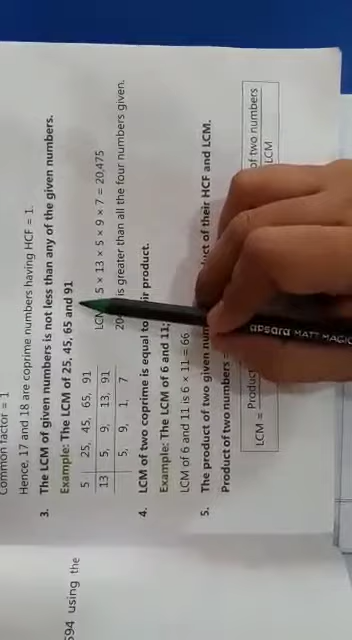 Common factor = 1
Hence, 17 and 18 are coprime numbers having HCF = 1.
3. The LCM of given numbers is not less than any of the given numbers.
Example: The LCM of 25, 45, 65 and 91
5 25, 45, 65, 91
13 5, 9, 13, 91
5, 9, 1, 7
LCM 5 × 13 × 5 × 9 × 7 = 20,475
is greater than all the four numbers given.
4. LCM of two coprime is equal to product.
Example: The LCM of 6 and 11;
LCM of 6 and 11 is 6 × 11 = 66
5. The product of two given of their HCF and LCM.
Product of two numbers =
LCM = of two numbers
LCM
594 using the
apsara MATT MAGIC